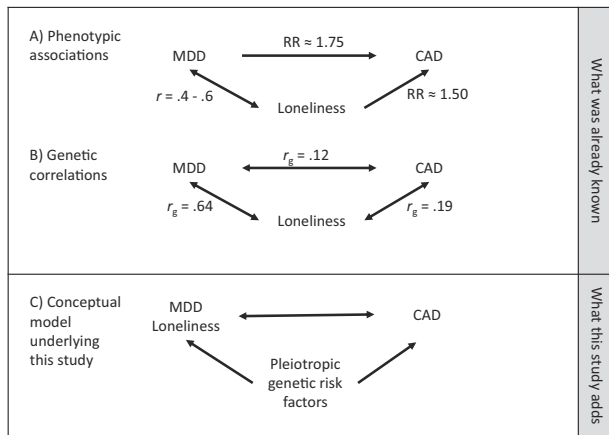 A) Phenotypic
associations
MDD
RR ≈ 1.75
CAD
r = .4 - .6
Loneliness
RR ≈ 1.50
B) Genetic
correlations
MDD
rg = .12
CAD
rg = .64
Loneliness
rg = .19
What was already known
C) Conceptual
model
underlying
this study
MDD
Loneliness
CAD
Pleiotropic
genetic risk
factors
What this study adds